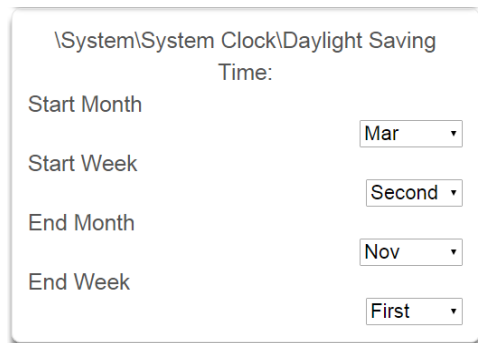 \System\System Clock\Daylight Saving
Time:
Start Month
Mar
Start Week
Second
End Month
Nov
End Week
First